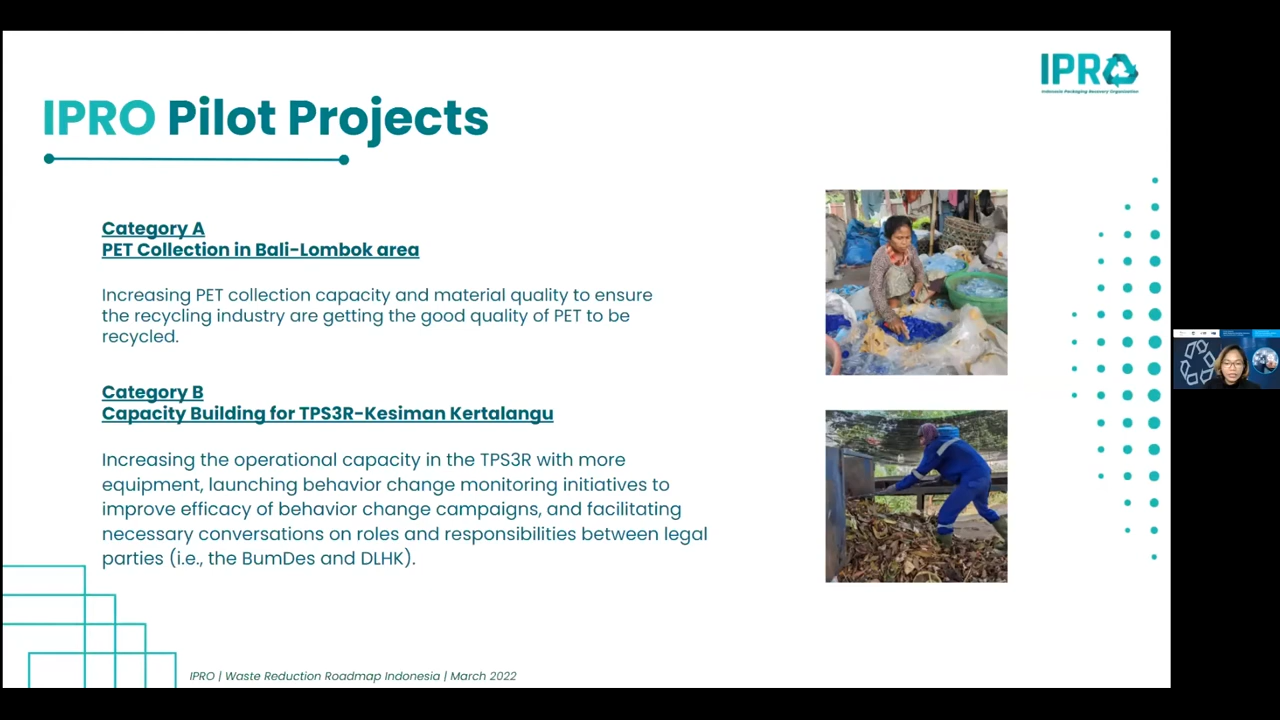 IPRO
Indonesia Packaging Recovery Organization
IPRO Pilot Projects
Category A
PET Collection in Bali-Lombok area
Increasing PET collection capacity and material quality to ensure
the recycling industry are getting the good quality of PET to be
recycled.
Category B
Capacity Building for TPS3R-Kesiman Kertalangu
Increasing the operational capacity in the TPS3R with more
equipment, launching behavior change monitoring initiatives to
improve efficacy of behavior change campaigns, and facilitating
necessary conversations on roles and responsibilities between legal
parties (i.e., the BumDes and DLHK).
IPRO | Waste Reduction Roadmap Indonesia | March 2022